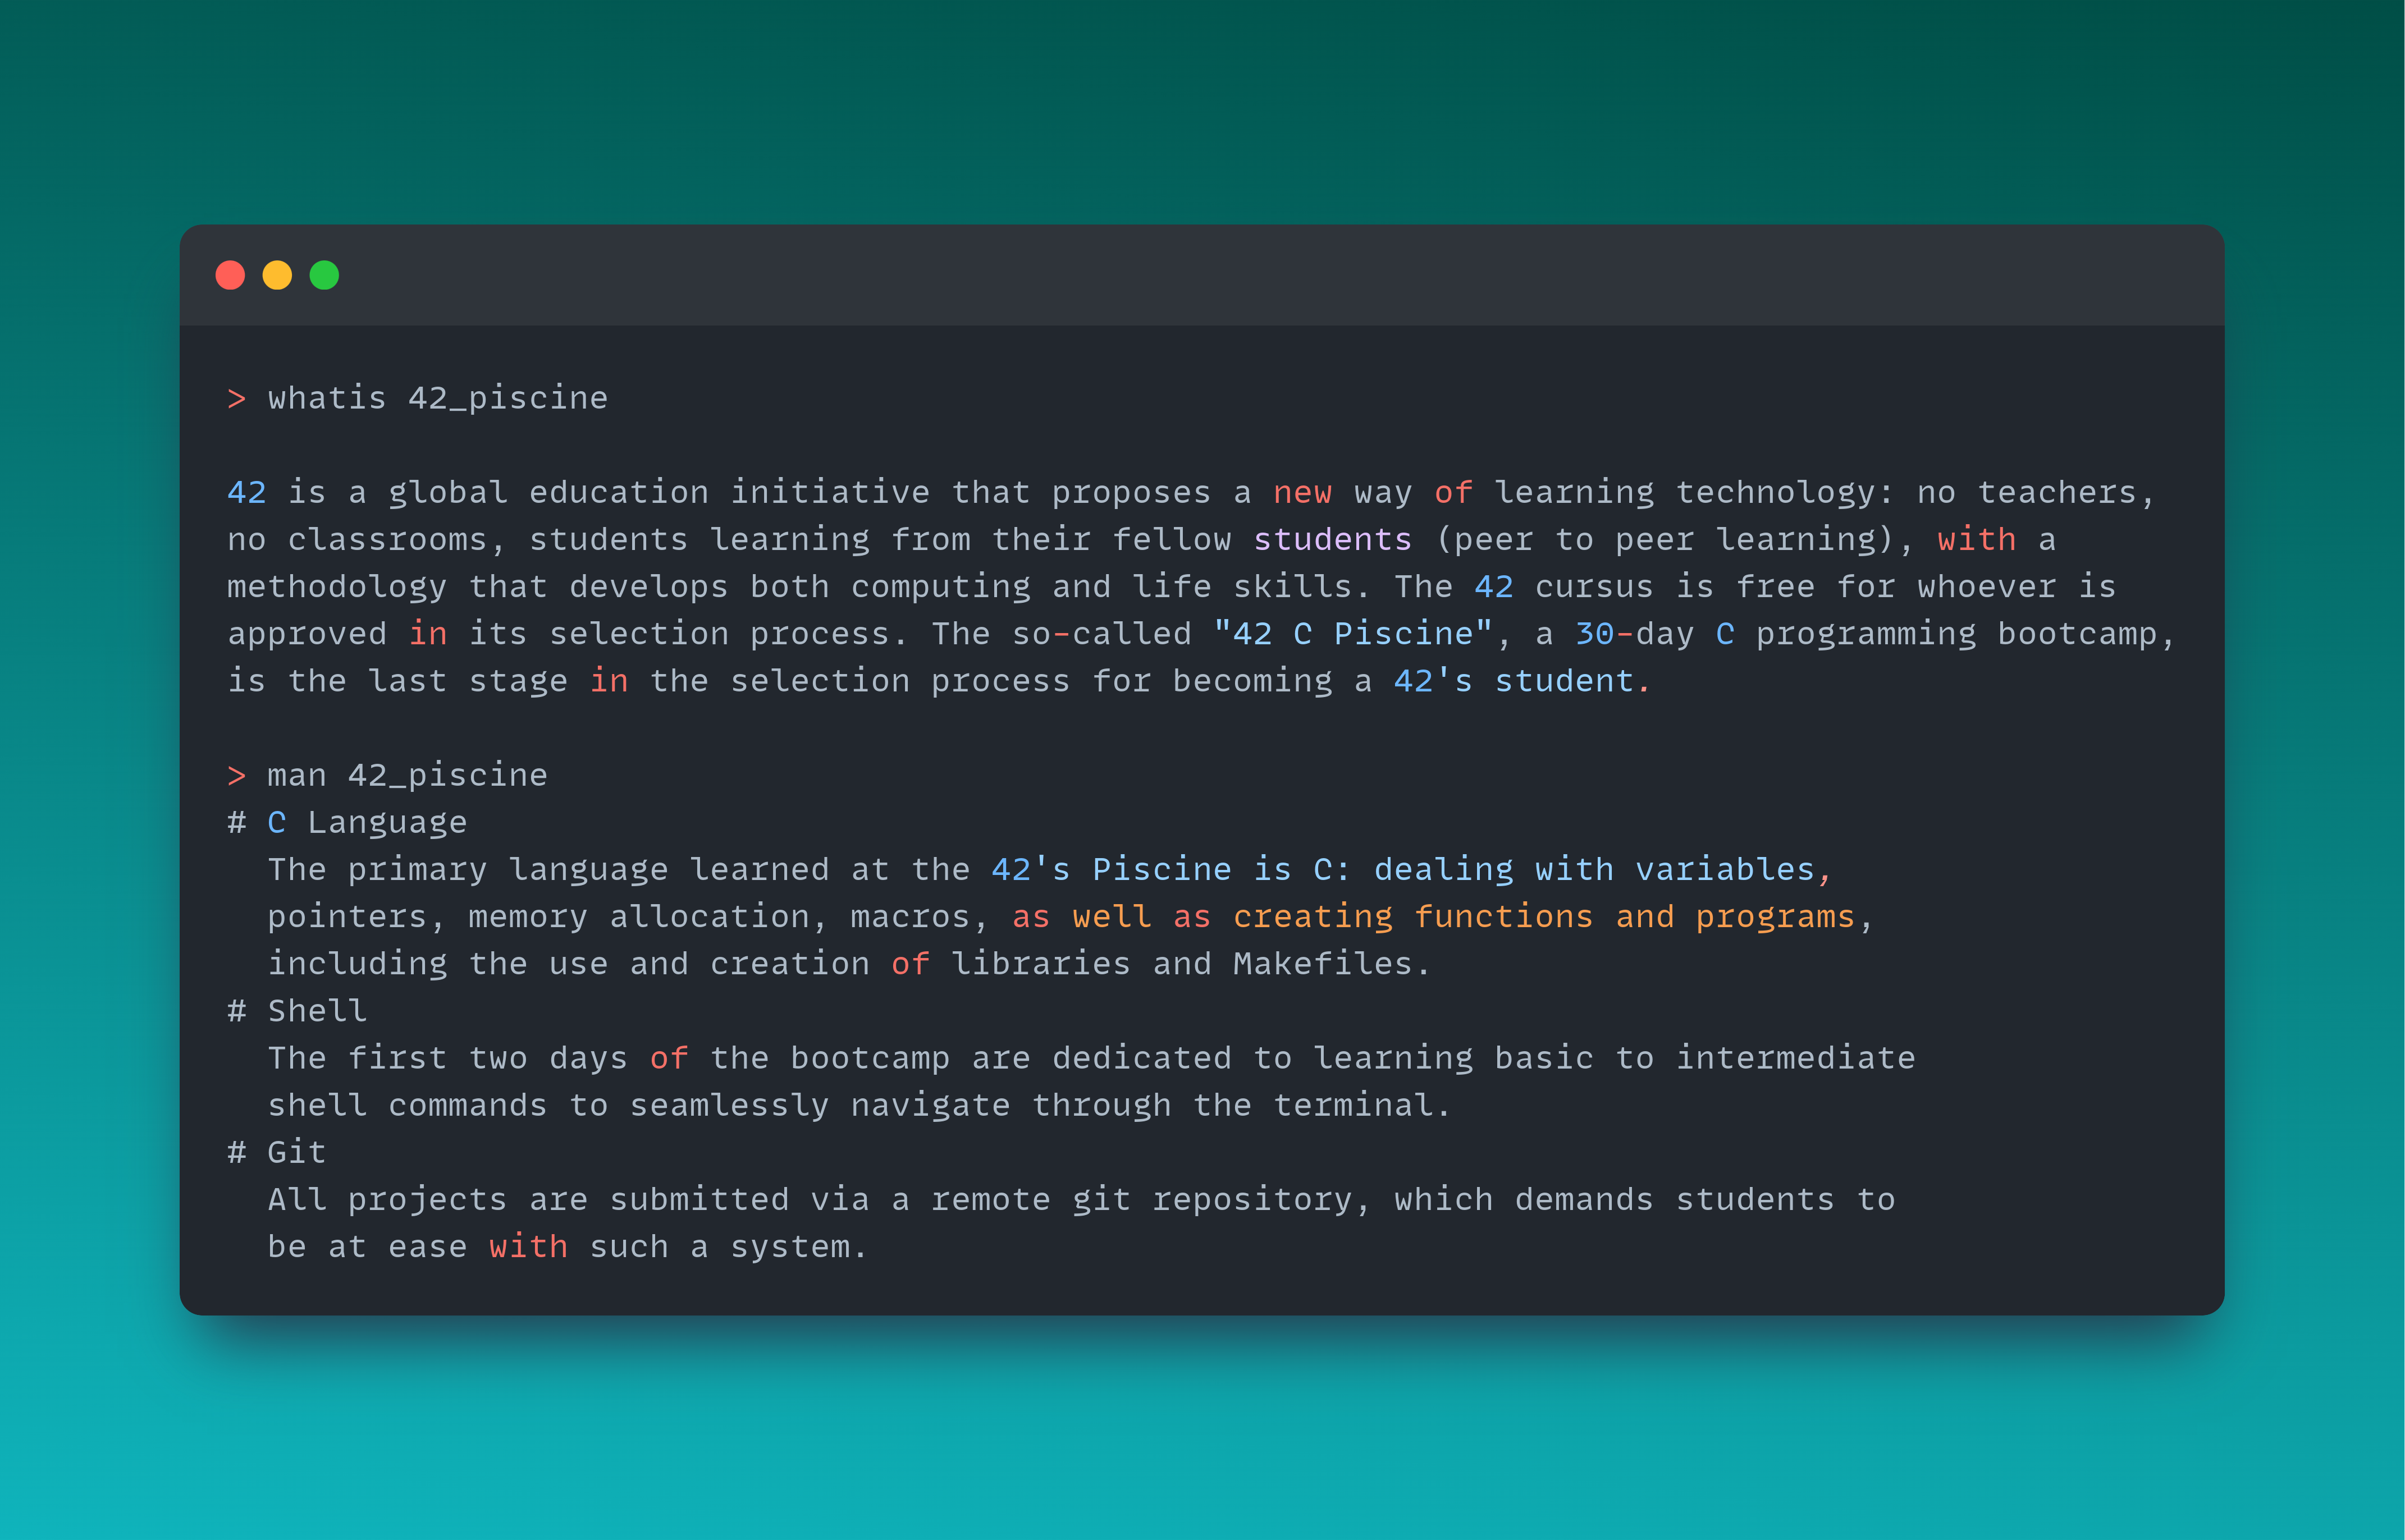 > whatis 42_piscine
42 is a global education initiative that proposes a new way of learning technology: no teachers,
no classrooms, students learning from their fellow students (peer to peer learning), with a
methodology that develops both computing and life skills. The 42 cursus is free for whoever is
approved in its selection process. The so-called "42 C Piscine", a 30-day C programming bootcamp,
is the last stage in the selection process for becoming a 42's student.
> man 42_piscine
# C Language
The primary language learned at the 42's Piscine is C: dealing with variables,
pointers, memory allocation, macros, as well as creating functions and programs,
including the use and creation of libraries and Makefiles.
# Shell
The first two days of the bootcamp are dedicated to learning basic to intermediate
shell commands to seamlessly navigate through the terminal.
# Git
All projects are submitted via a remote git repository, which demands students to
be at ease with such a system.